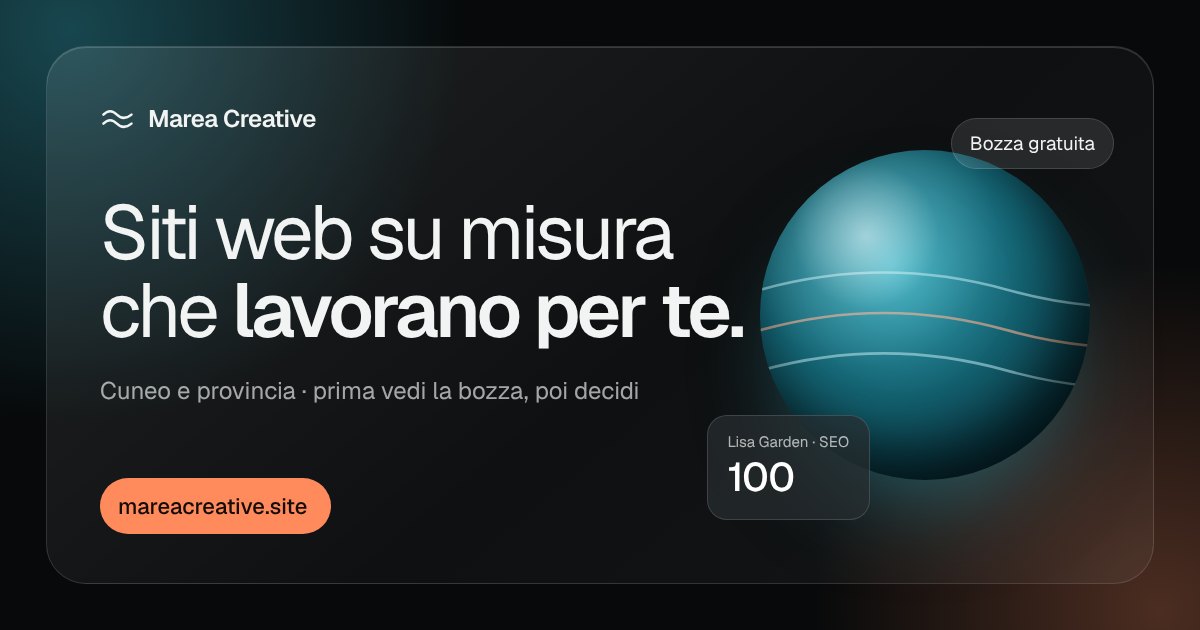 Marea Creative
Bozza gratuita
Siti web su misura
che lavorano per te.
Cuneo e provincia · prima vedi la bozza, poi decidi
Lisa Garden · SEO
100
mareacreative.site